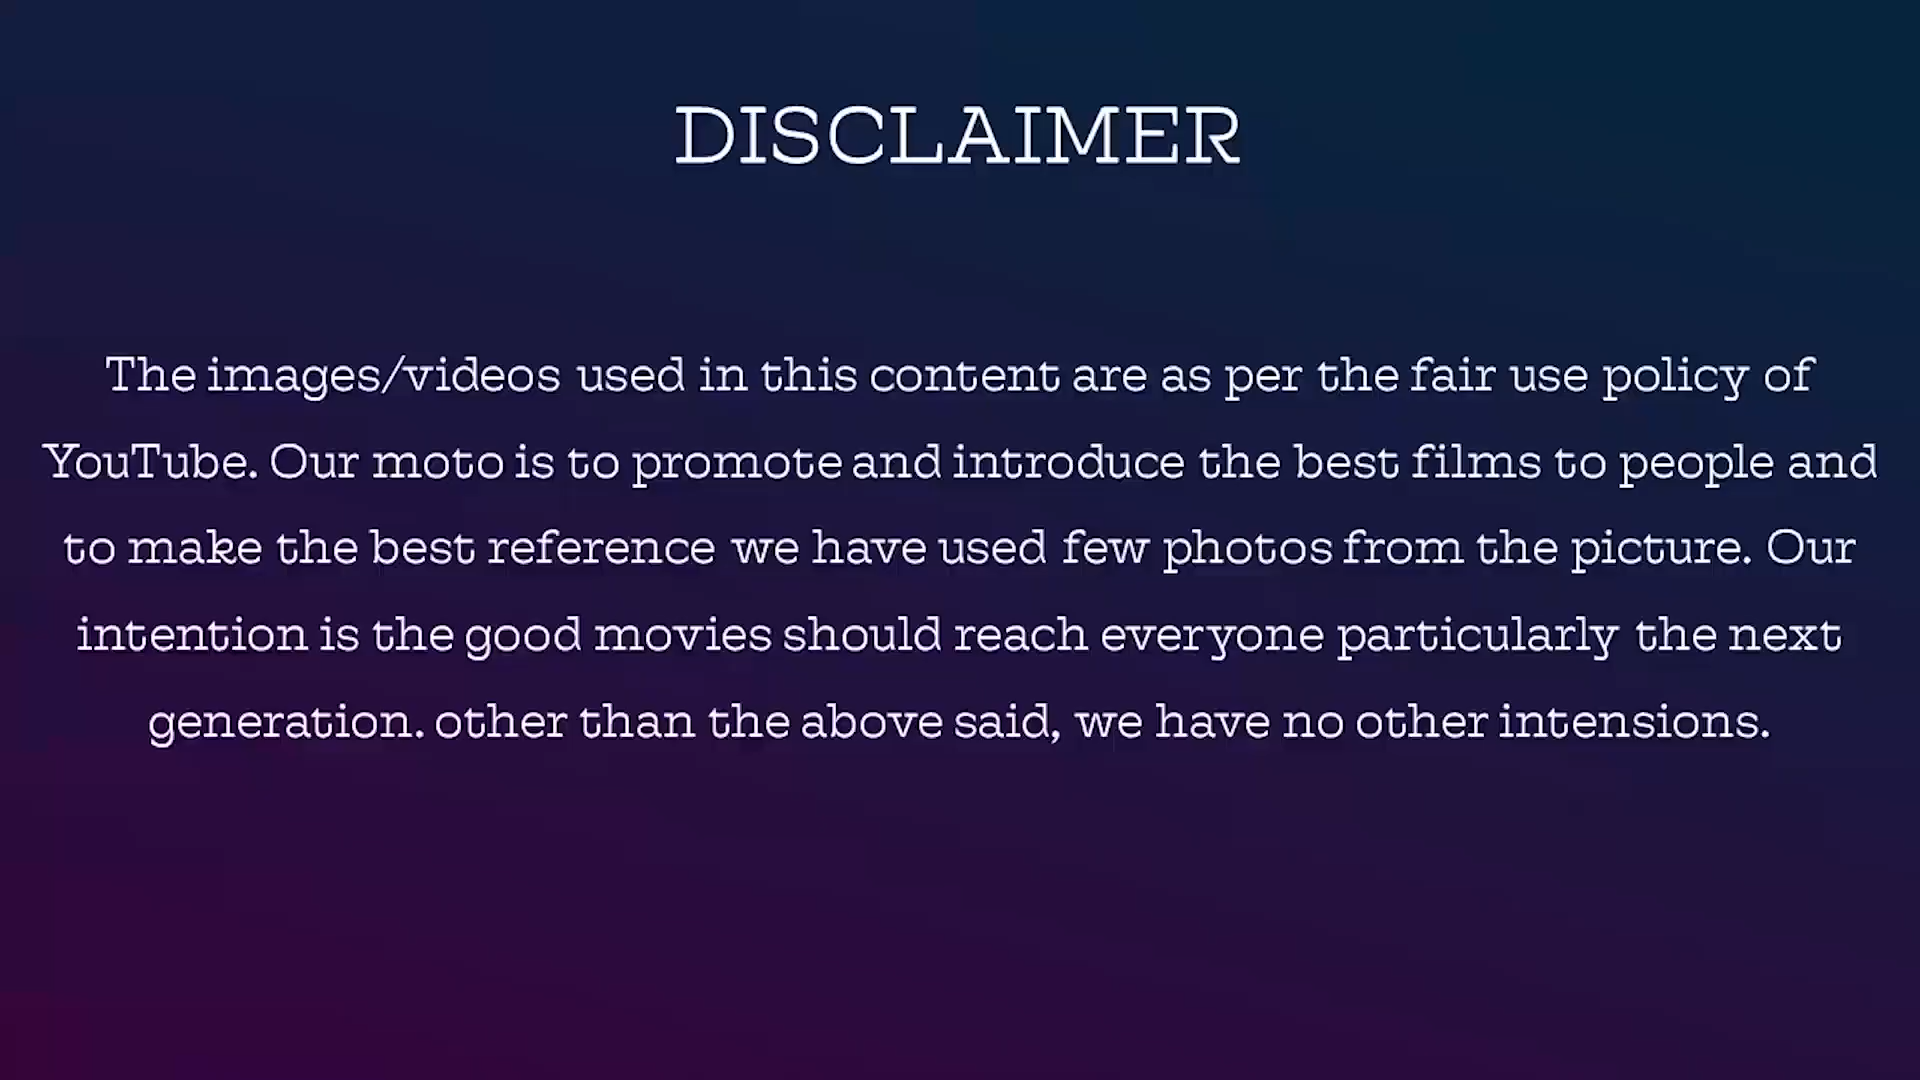 DISCLAIMER
The images/videos used in this content are as per the fair use policy of
YouTube. Our moto is to promote and introduce the best films to people and
to make the best reference we have used few photos from the picture. Our
intention is the good movies should reach everyone particularly the next
generation. other than the above said, we have no other intensions.